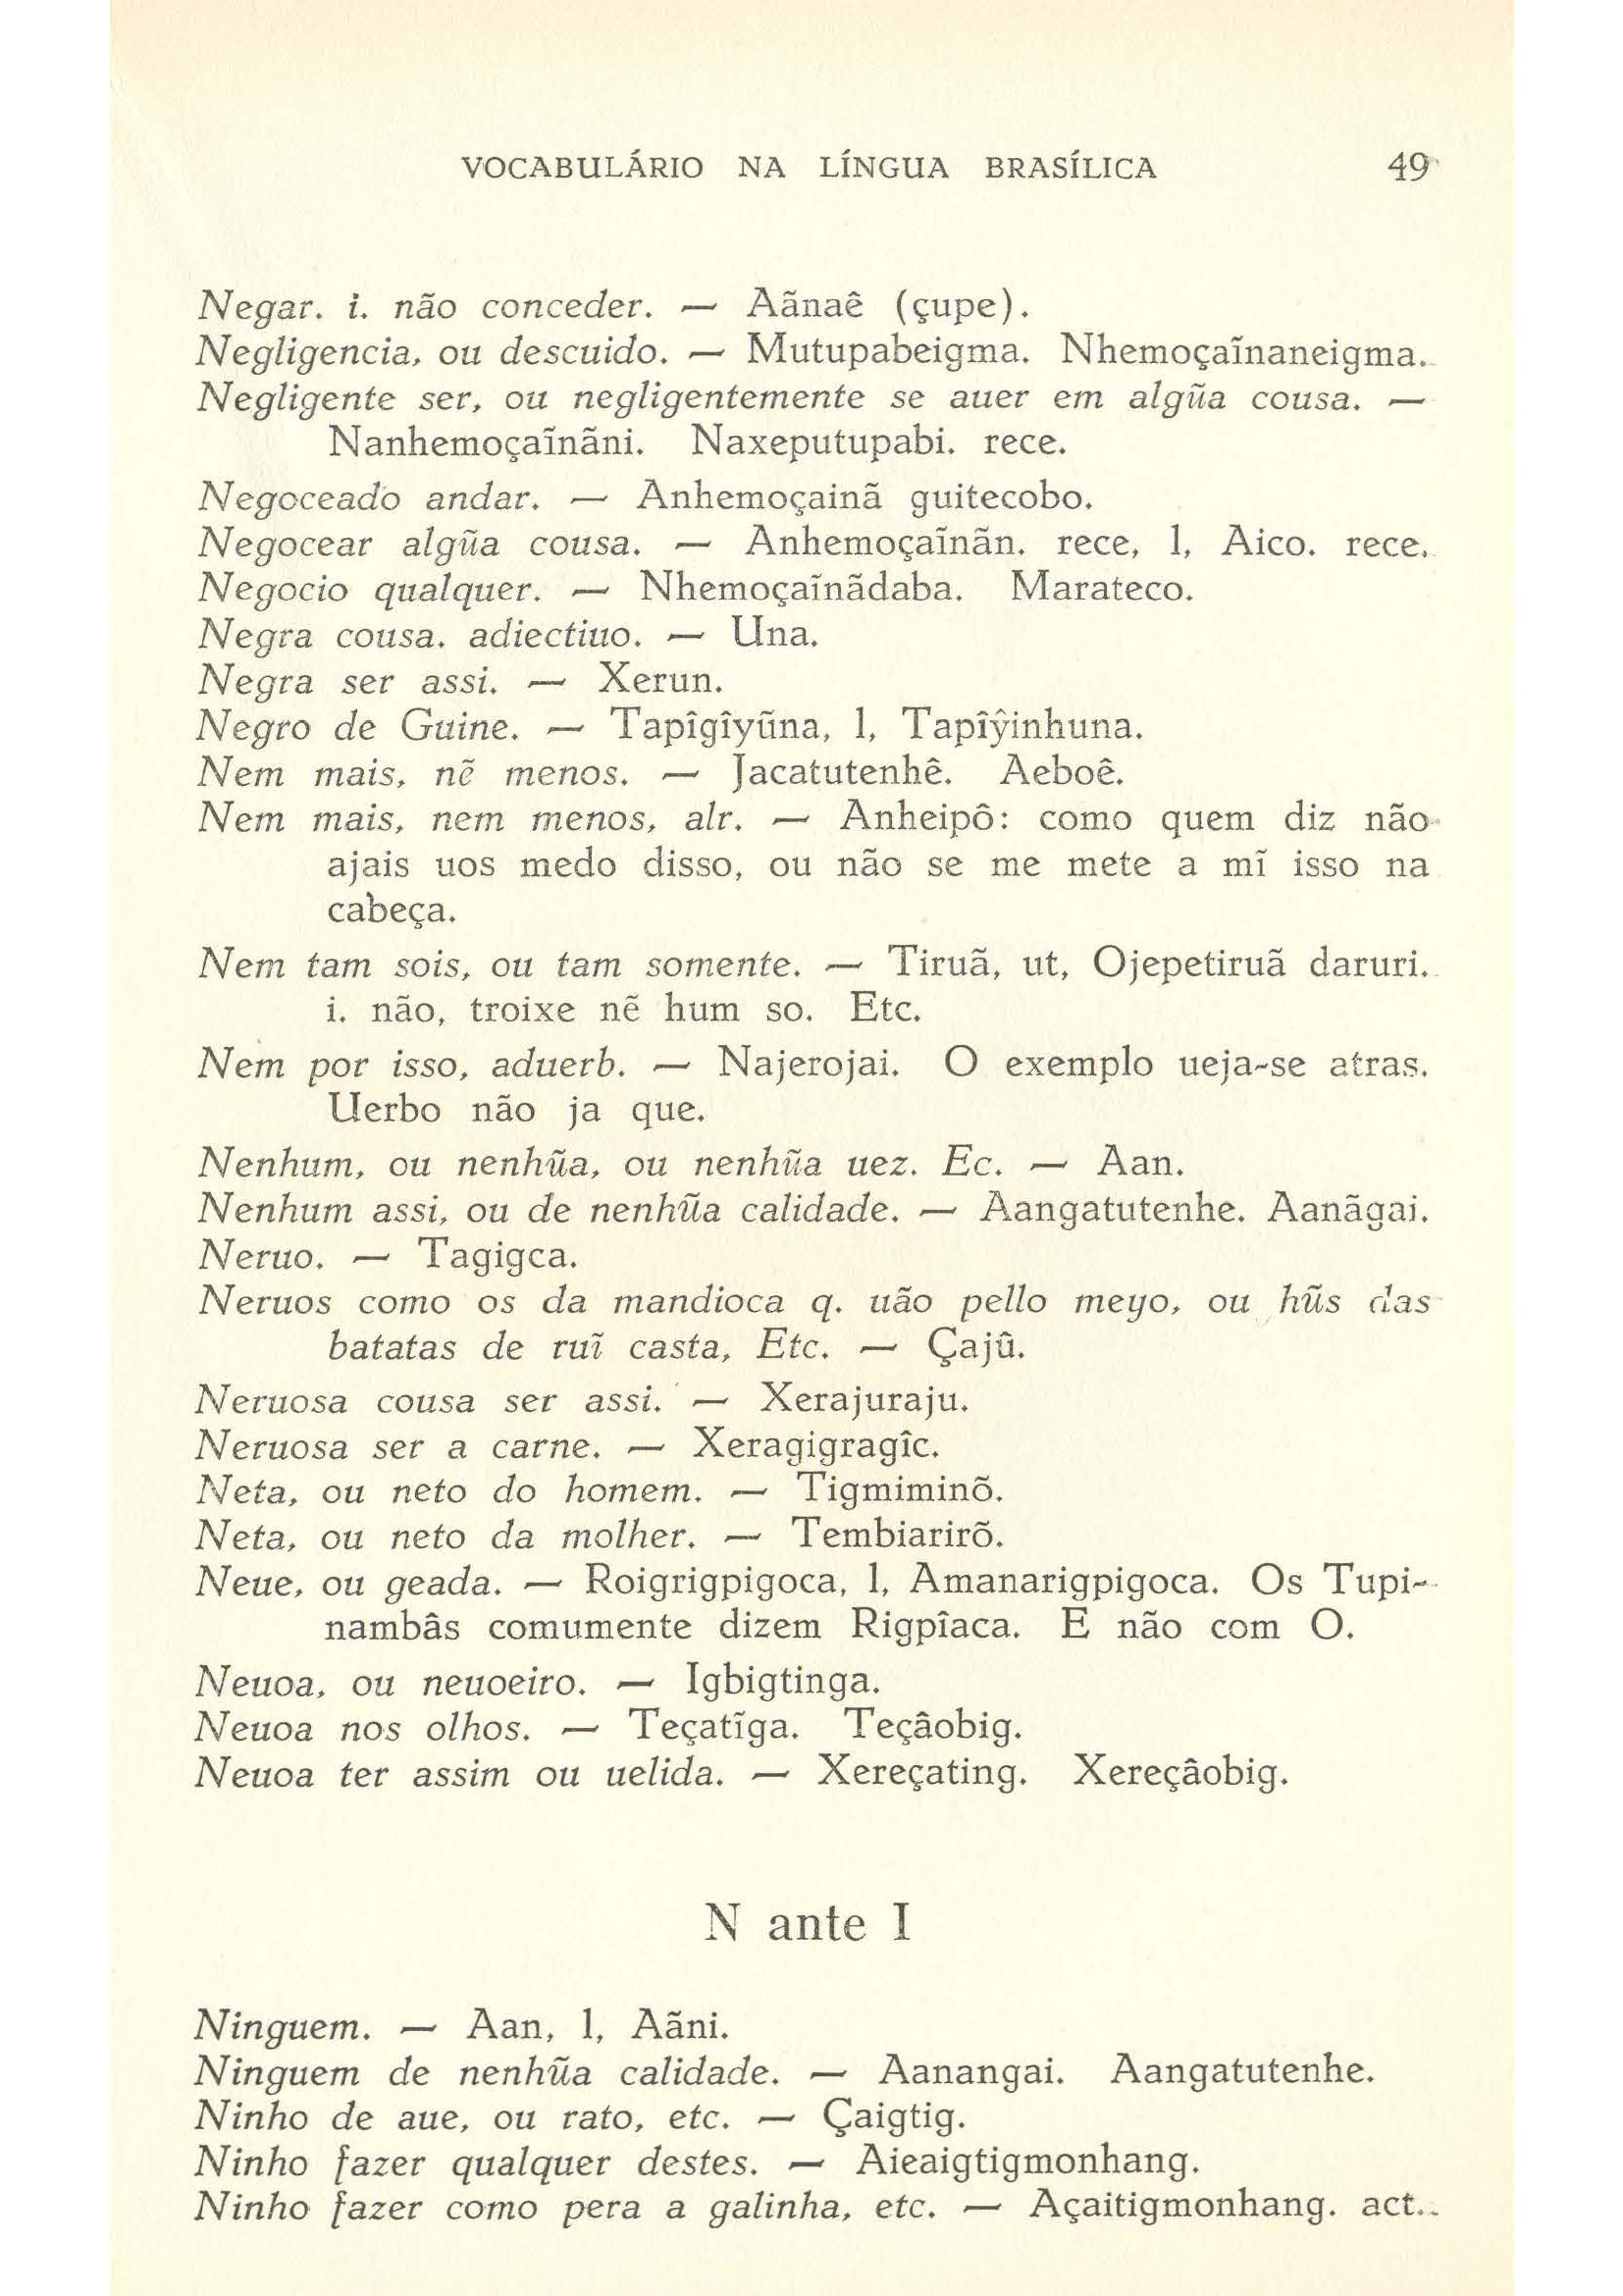 VOCABULÁRIO NA LÍNGUA BRASÍLICA 49
Negar. i. não conceder. — Aãnaê (çupe).
Negligencia, ou descuido. — Mutupabeigma. Nhemoçaĩnaneigma.
Negligente ser, ou negligentemente se auer em algũa cousa. —
Nanhemoçaĩnãni. Naxeputupabi. rece.
Negoceado andar. — Anhemoçainã guitecobo.
Negocear algũa cousa. — Anhemoçaĩnãn. rece, l, Aico. rece.
Negocio qualquer. — Nhemoçaĩnãdaba. Marateco.
Negra cousa. adiectiuo. — Una.
Negra ser assi. — Xerun.
Negro de Guine. — Tapîgîyũna, l, Tapîŷinhuna.
Nem mais, nẽ menos. — Jacatutenhê. Aeboê.
Nem mais, nem menos, alr. — Anheipô: como quem diz não
ajais uos medo disso, ou não se me mete a mĩ isso na
cabeça.
Nem tam sois, ou tam somente. — Tiruã, ut, Ojepetiruã daruri.
i. não, troixe nẽ hum so. Etc.
Nem por isso, aduerb. — Najerojai. O exemplo ueja-se atras.
Uerbo não ja que.
Nenhum, ou nenhũa, ou nenhũa uez. Ec. — Aan.
Nenhum assi, ou de nenhũa calidade. — Aangatutenhe. Aanãgai.
Neruo. — Tagigca.
Neruos como os da mandioca q. uão pello meyo, ou hũs das
batatas de ruĩ casta, Etc. — Çajû.
Neruosa cousa ser assi. — Xerajuraju.
Neruosa ser a carne. — Xeragigragîc.
Neta, ou neto do homem. — Tigmiminõ.
Neta, ou neto da molher. — Tembiarirõ.
Neue, ou geada. — Roigrigpigoca, l, Amanarigpigoca. Os Tupi-
nambâs comumente dizem Rigpîaca. E não com O.
Neuoa, ou neuoeiro. — Igbigtinga.
Neuoa nos olhos. — Teçatĩga. Teçâobig.
Neuoa ter assim ou uelida. — Xereçating. Xereçâobig.
N ante I
Ninguem. — Aan, l, Aãni.
Ninguem de nenhũa calidade. — Aanangai. Aangatutenhe.
Ninho de aue, ou rato, etc. — Çaigtig.
Ninho fazer qualquer destes. — Aieaigtigmonhang.
Ninho fazer como pera a galinha, etc. — Açaitigmonhang. act.